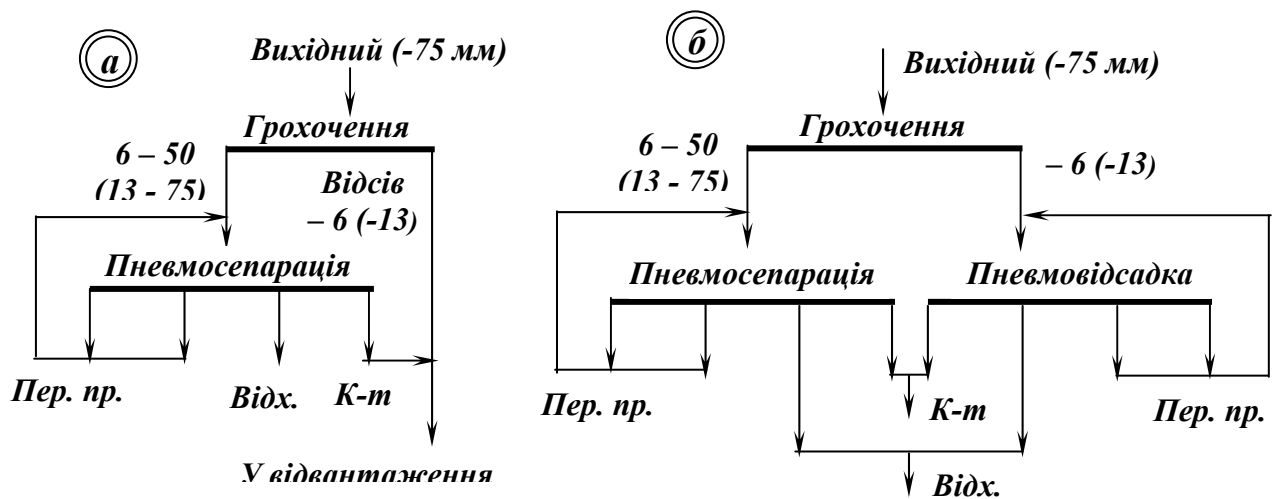 а
Вихідний (-75 мм)
Грохочення
6 – 50
(13 - 75)
Відсів
– 6 (-13)
Пневмосепарація
Пер. пр.
Відх.
К-т
У відвантаження
б
Вихідний (-75 мм)
Грохочення
6 – 50
(13 - 75)
– 6 (-13)
Пневмосепарація
Пневмовідсадка
Пер. пр.
К-т
Пер. пр.
Відх.